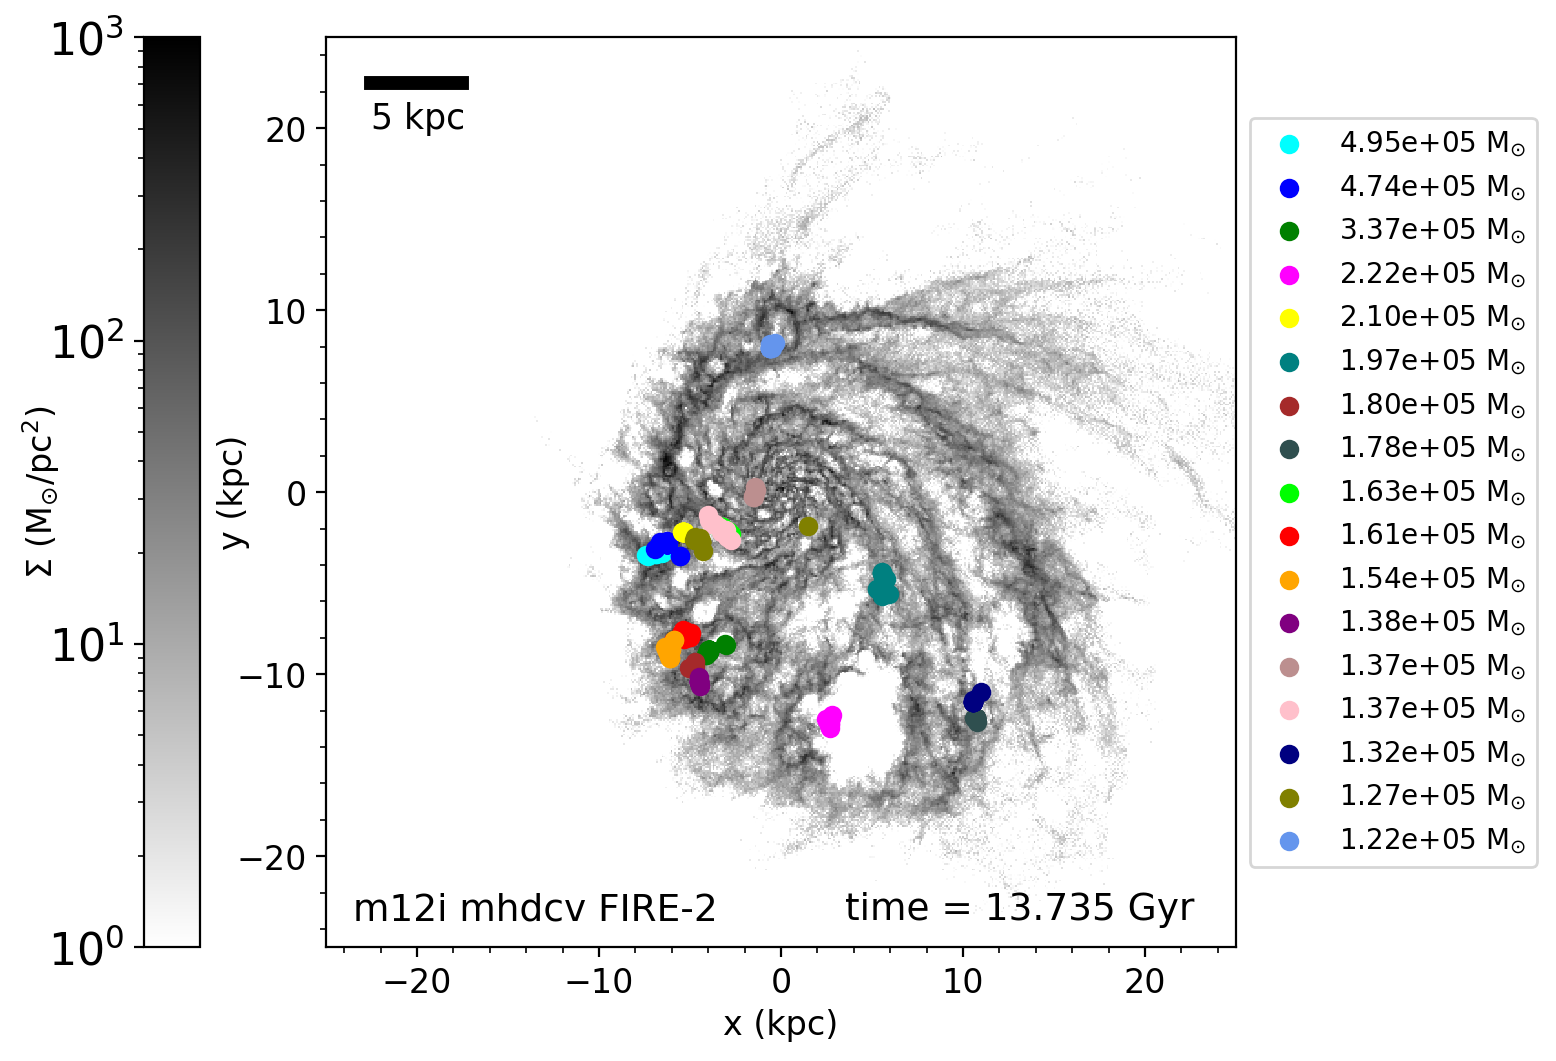 10³
10²
10¹
10⁰
Σ (M⊙/pc²)
20
10
0
−10
−20
y (kpc)
5 kpc
m12i mhdcv FIRE-2
time = 13.735 Gyr
−20
−10
0
10
20
x (kpc)
4.95e+05 M⊙
4.74e+05 M⊙
3.37e+05 M⊙
2.22e+05 M⊙
2.10e+05 M⊙
1.97e+05 M⊙
1.80e+05 M⊙
1.78e+05 M⊙
1.63e+05 M⊙
1.61e+05 M⊙
1.54e+05 M⊙
1.38e+05 M⊙
1.37e+05 M⊙
1.37e+05 M⊙
1.32e+05 M⊙
1.27e+05 M⊙
1.22e+05 M⊙